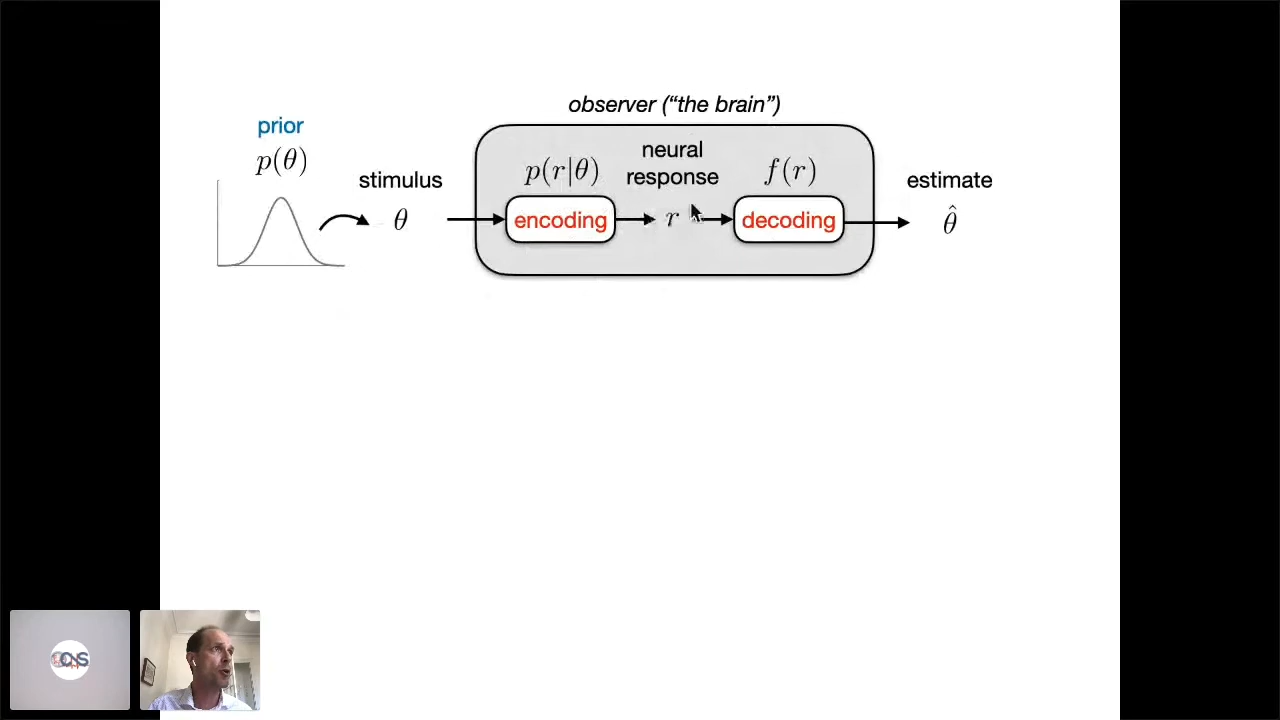 observer ("the brain")
prior
p(θ)
stimulus
θ
p(r|θ)
encoding
neural
response
r
f(r)
decoding
estimate
θ̂